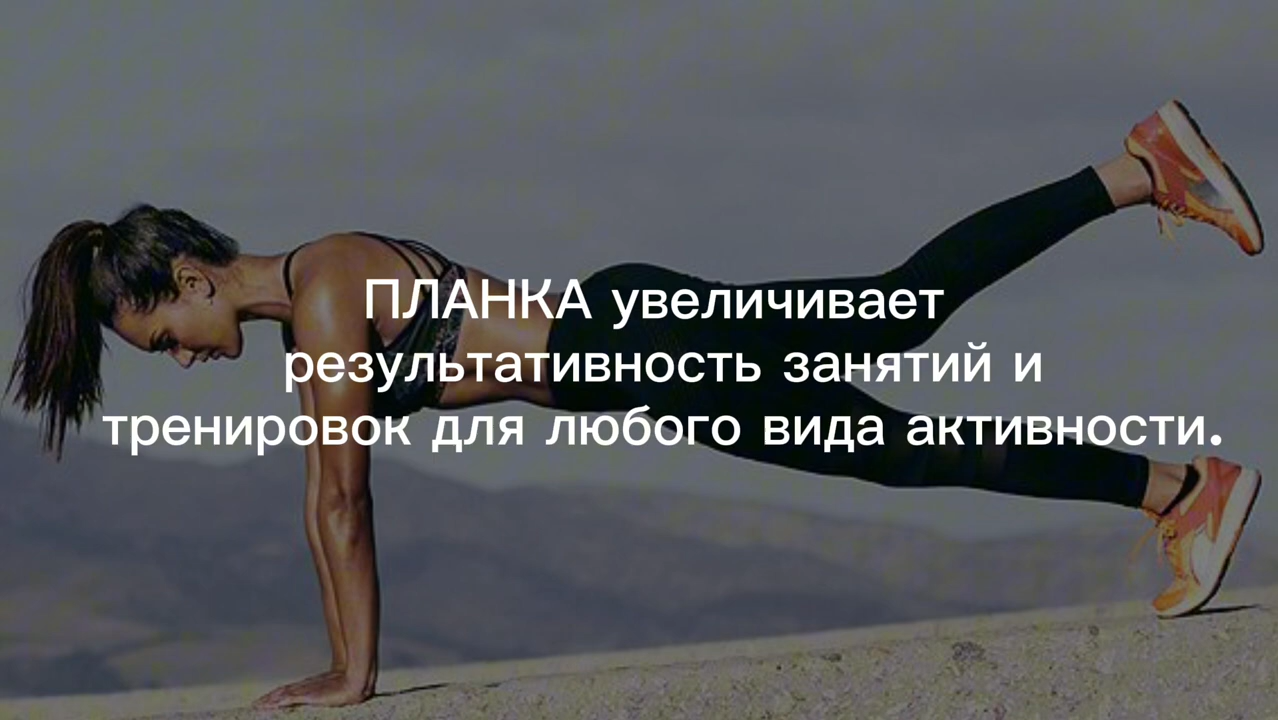 ПЛАНКА увеличивает
результативность занятий и
тренировок для любого вида активности.